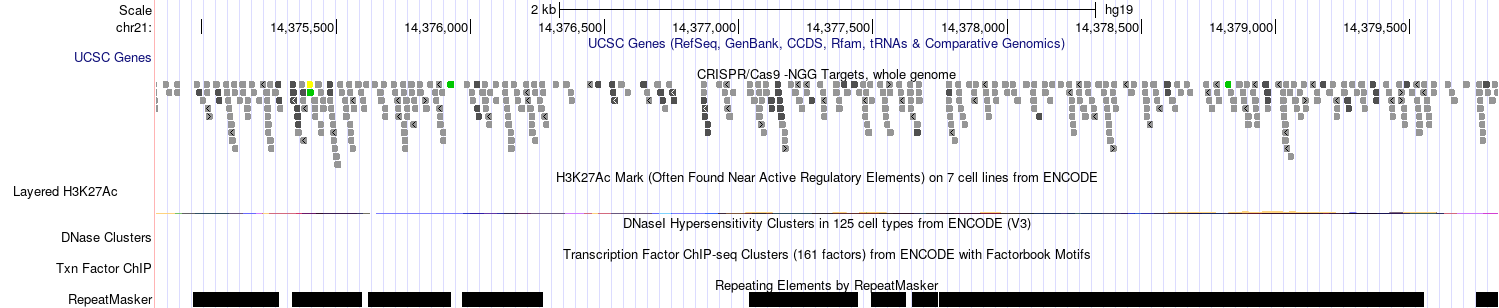 Scale 2 kb hg19
chr21: 14,375,500 14,376,000 14,376,500 14,377,000 14,377,500 14,378,000 14,378,500 14,379,000 14,379,500
UCSC Genes (RefSeq, GenBank, CCDS, Rfam, tRNAs & Comparative Genomics)
UCSC Genes
CRISPR/Cas9 -NGG Targets, whole genome
H3K27Ac Mark (Often Found Near Active Regulatory Elements) on 7 cell lines from ENCODE
Layered H3K27Ac
DNaseI Hypersensitivity Clusters in 125 cell types from ENCODE (V3)
DNase Clusters
Transcription Factor ChIP-seq Clusters (161 factors) from ENCODE with Factorbook Motifs
Txn Factor ChIP
Repeating Elements by RepeatMasker
RepeatMasker